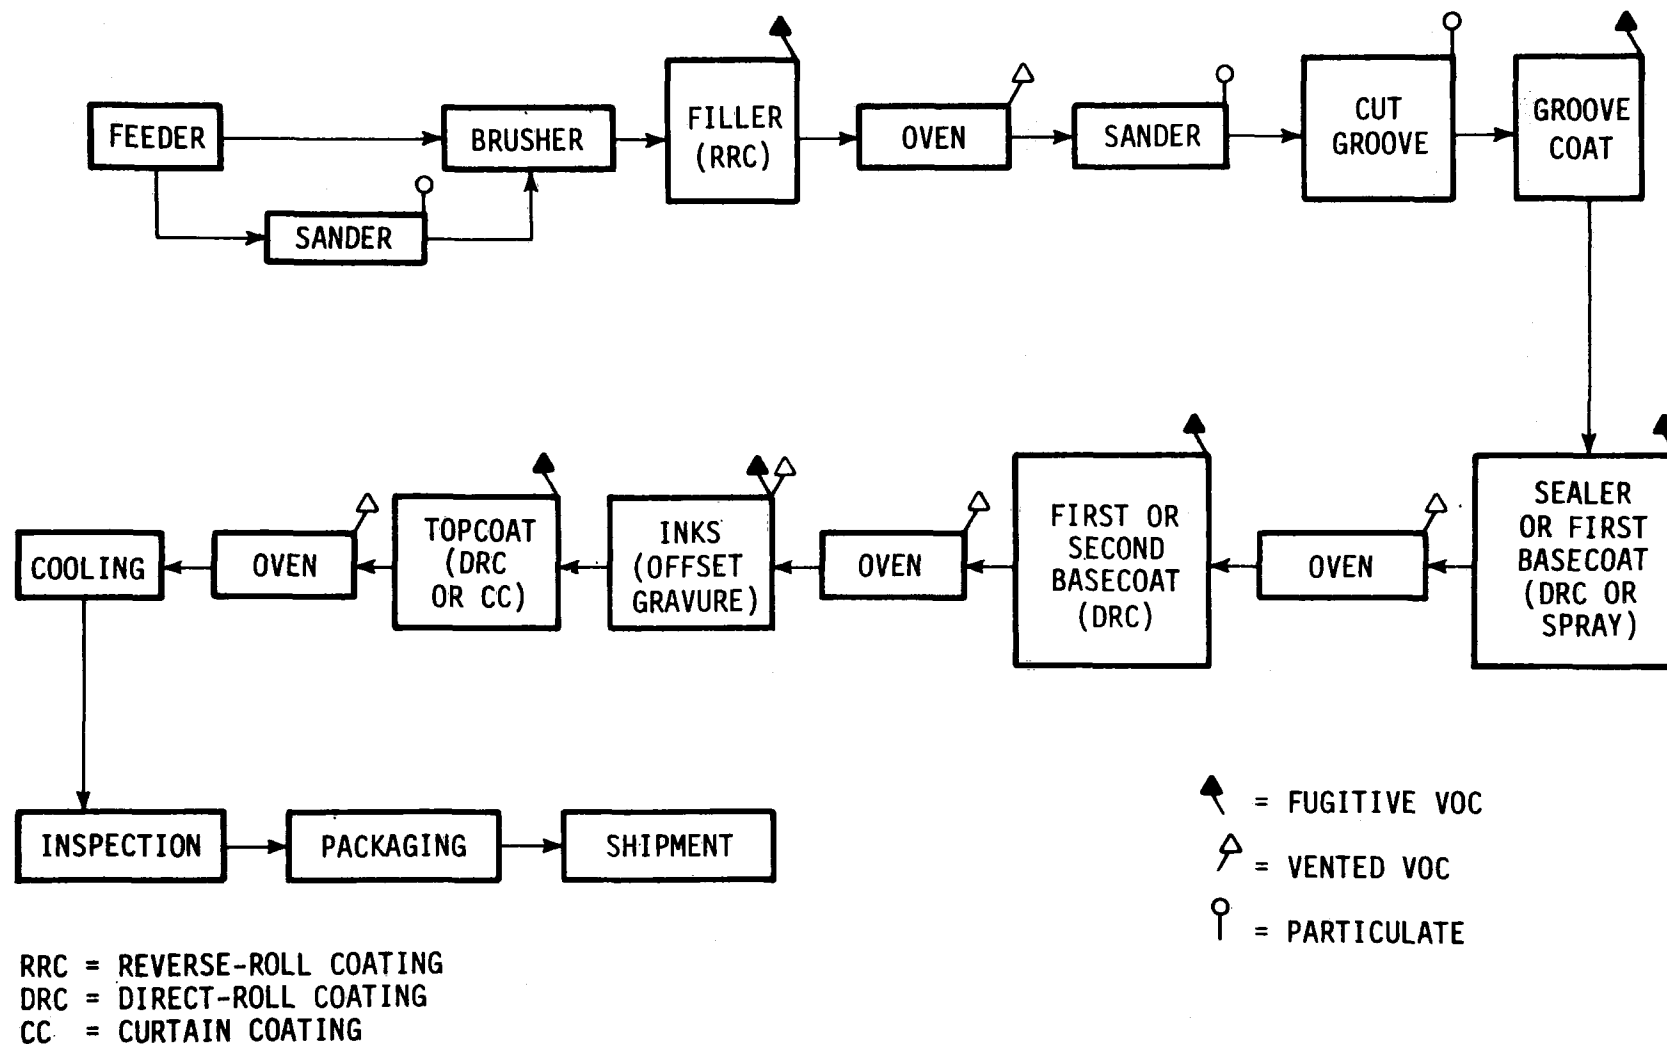 FEEDER
BRUSHER
SANDER
FILLER
(RRC)
OVEN
SANDER
CUT
GROOVE
GROOVE
COAT
SEALER
OR FIRST
BASECOAT
(DRC OR
SPRAY)
OVEN
FIRST OR
SECOND
BASECOAT
(DRC)
OVEN
INKS
(OFFSET
GRAVURE)
TOPCOAT
(DRC
OR CC)
OVEN
COOLING
INSPECTION
PACKAGING
SHIPMENT
= FUGITIVE VOC
= VENTED VOC
= PARTICULATE
RRC = REVERSE-ROLL COATING
DRC = DIRECT-ROLL COATING
CC = CURTAIN COATING